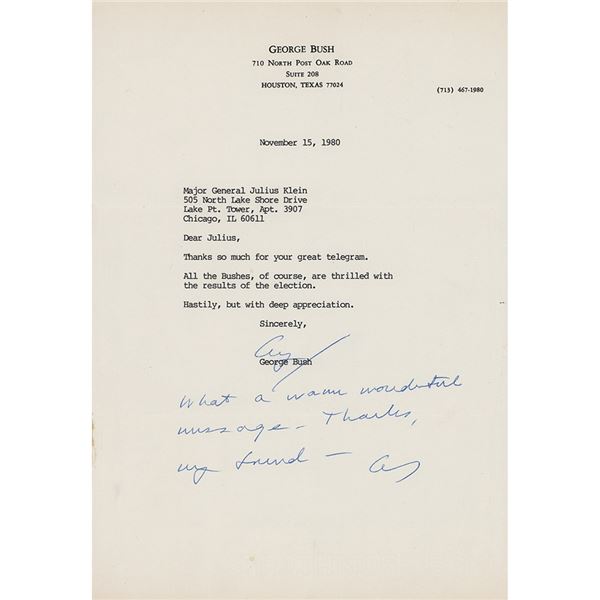 GEORGE BUSH
710 NORTH POST OAK ROAD
SUITE 208
HOUSTON, TEXAS 77024
(713) 467-1980
November 15, 1980
Major General Julius Klein
505 North Lake Shore Drive
Lake Pt. Tower, Apt. 3907
Chicago, IL 60611
Dear Julius,
Thanks so much for your great telegram.
All the Bushes, of course, are thrilled with
the results of the election.
Hastily, but with deep appreciation.
Sincerely,
George Bush
What a warm wonderful
message - Thanks,
my friend -